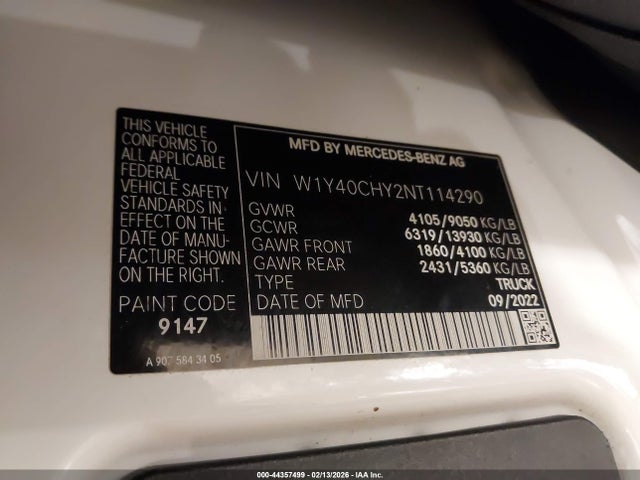 THIS VEHICLE
CONFORMS TO
ALL APPLICABLE
FEDERAL
VEHICLE SAFETY
STANDARDS IN
EFFECT ON THE
DATE OF MANU-
FACTURE SHOWN
ON THE RIGHT.
PAINT CODE
9147
A 907 584 34 05
MFD BY MERCEDES-BENZ AG
VIN W1Y40CHY2NT114290
GVWR 4105/9050 KG/LB
GCWR 6319/13930 KG/LB
GAWR FRONT 1860/4100 KG/LB
GAWR REAR 2431/5360 KG/LB
TYPE TRUCK
DATE OF MFD 09/2022
000-44357499 - 02/13/2026 - © IAA Inc.